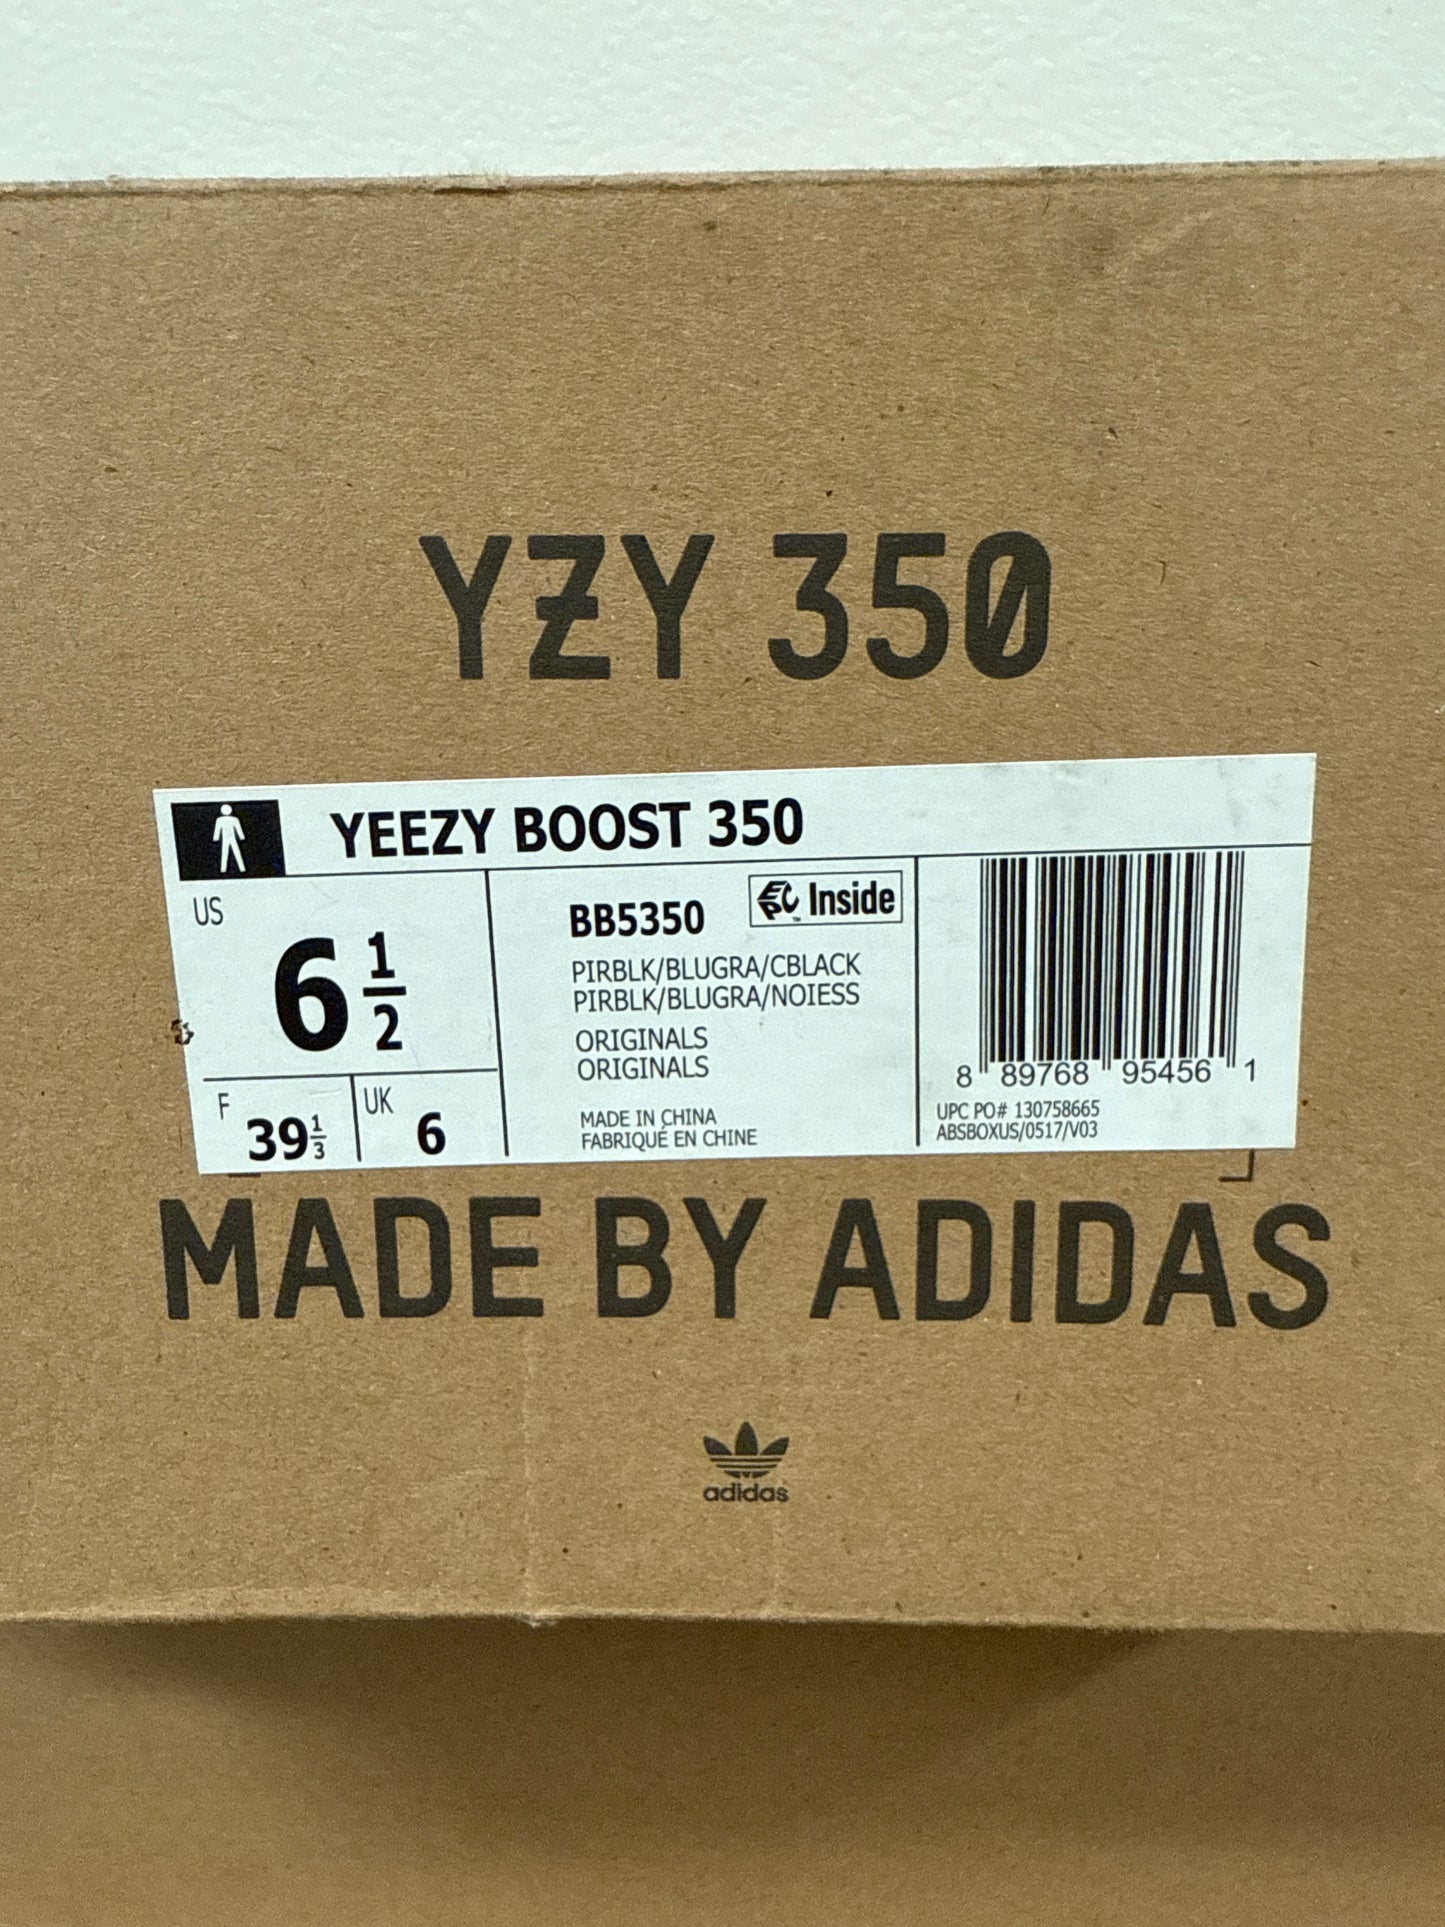 YZY 350
YEEZY BOOST 350
US
6 1/2
F
39 1/3
UK
6
BB5350
EPC Inside
™
PIRBLK/BLUGRA/CBLACK
PIRBLK/BLUGRA/NOIESS
ORIGINALS
ORIGINALS
MADE IN CHINA
FABRIQUÉ EN CHINE
8 89768 95456 1
UPC PO# 130758665
ABSBOXUS/0517/V03
MADE BY ADIDAS
adidas